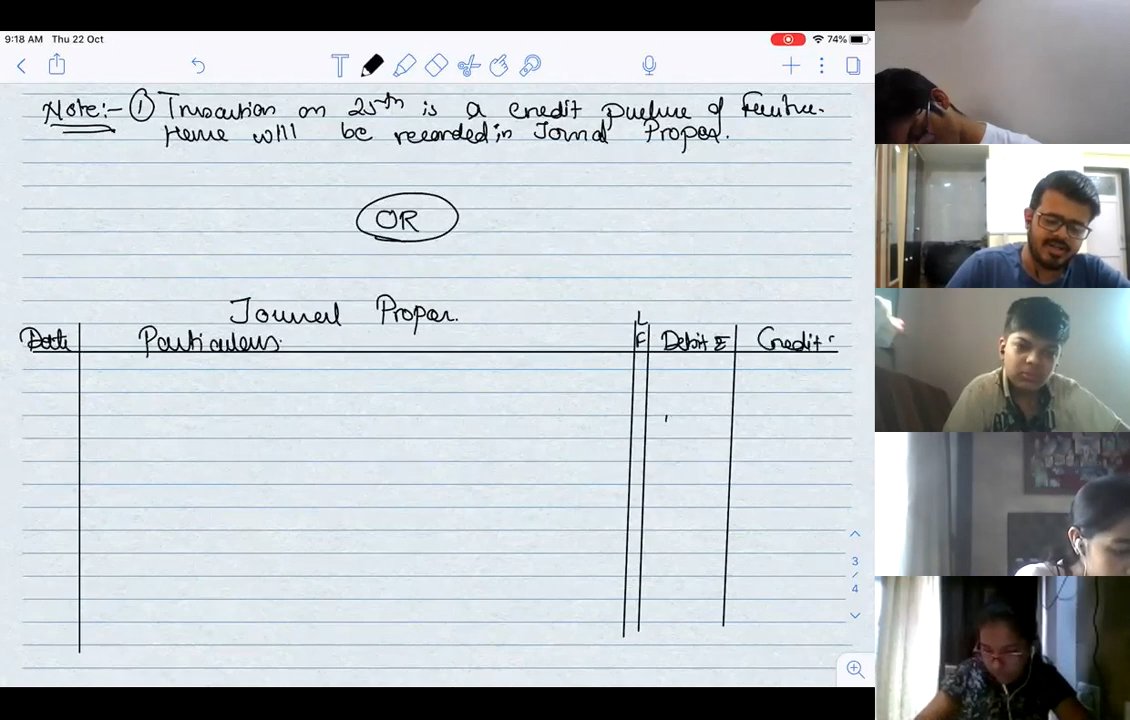 9:18 AM Thu 22 Oct
74%
Note:- ① Transaction on 25th is a credit purchase of Furniture.
Hence will be recorded in Journal Proper.
OR
Journal Proper.
Date Particulars. LF Debit ₹ Credit
3
/
4